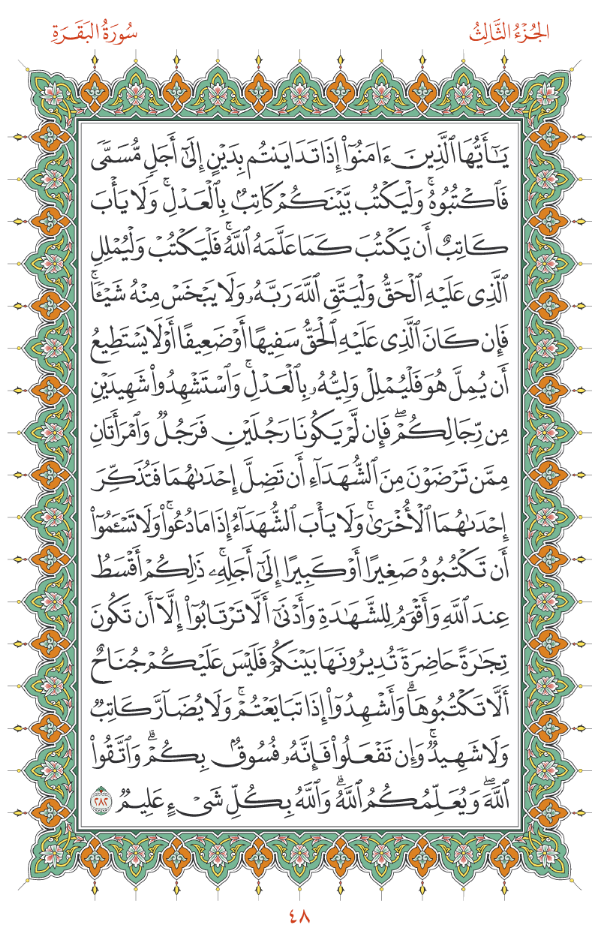 الجُزْءُ الثَّالِثُ
سُورَةُ البَقَرَةِ
يَـٰٓأَيُّهَا ٱلَّذِينَ ءَامَنُوٓا۟ إِذَا تَدَايَنتُم بِدَيْنٍ إِلَىٰٓ أَجَلٍ مُّسَمًّى
فَٱكْتُبُوهُ ۚ وَلْيَكْتُب بَّيْنَكُمْ كَاتِبٌۢ بِٱلْعَدْلِ ۚ وَلَا يَأْبَ
كَاتِبٌ أَن يَكْتُبَ كَمَا عَلَّمَهُ ٱللَّهُ ۚ فَلْيَكْتُبْ وَلْيُمْلِلِ
ٱلَّذِى عَلَيْهِ ٱلْحَقُّ وَلْيَتَّقِ ٱللَّهَ رَبَّهُۥ وَلَا يَبْخَسْ مِنْهُ شَيْـًٔا ۚ
فَإِن كَانَ ٱلَّذِى عَلَيْهِ ٱلْحَقُّ سَفِيهًا أَوْ ضَعِيفًا أَوْ لَا يَسْتَطِيعُ
أَن يُمِلَّ هُوَ فَلْيُمْلِلْ وَلِيُّهُۥ بِٱلْعَدْلِ ۚ وَٱسْتَشْهِدُوا۟ شَهِيدَيْنِ
مِن رِّجَالِكُمْ ۖ فَإِن لَّمْ يَكُونَا رَجُلَيْنِ فَرَجُلٌ وَٱمْرَأَتَانِ
مِمَّن تَرْضَوْنَ مِنَ ٱلشُّهَدَآءِ أَن تَضِلَّ إِحْدَىٰهُمَا فَتُذَكِّرَ
إِحْدَىٰهُمَا ٱلْأُخْرَىٰ ۚ وَلَا يَأْبَ ٱلشُّهَدَآءُ إِذَا مَا دُعُوا۟ ۚ وَلَا تَسْـَٔمُوٓا۟
أَن تَكْتُبُوهُ صَغِيرًا أَوْ كَبِيرًا إِلَىٰٓ أَجَلِهِۦ ۚ ذَٰلِكُمْ أَقْسَطُ
عِندَ ٱللَّهِ وَأَقْوَمُ لِلشَّهَـٰدَةِ وَأَدْنَىٰٓ أَلَّا تَرْتَابُوٓا۟ ۖ إِلَّآ أَن تَكُونَ
تِجَـٰرَةً حَاضِرَةً تُدِيرُونَهَا بَيْنَكُمْ فَلَيْسَ عَلَيْكُمْ جُنَاحٌ
أَلَّا تَكْتُبُوهَا ۗ وَأَشْهِدُوٓا۟ إِذَا تَبَايَعْتُمْ ۚ وَلَا يُضَآرَّ كَاتِبٌ
وَلَا شَهِيدٌ ۚ وَإِن تَفْعَلُوا۟ فَإِنَّهُۥ فُسُوقٌۢ بِكُمْ ۗ وَٱتَّقُوا۟
ٱللَّهَ ۖ وَيُعَلِّمُكُمُ ٱللَّهُ ۗ وَٱللَّهُ بِكُلِّ شَىْءٍ عَلِيمٌ ٢٨٢
٤٨